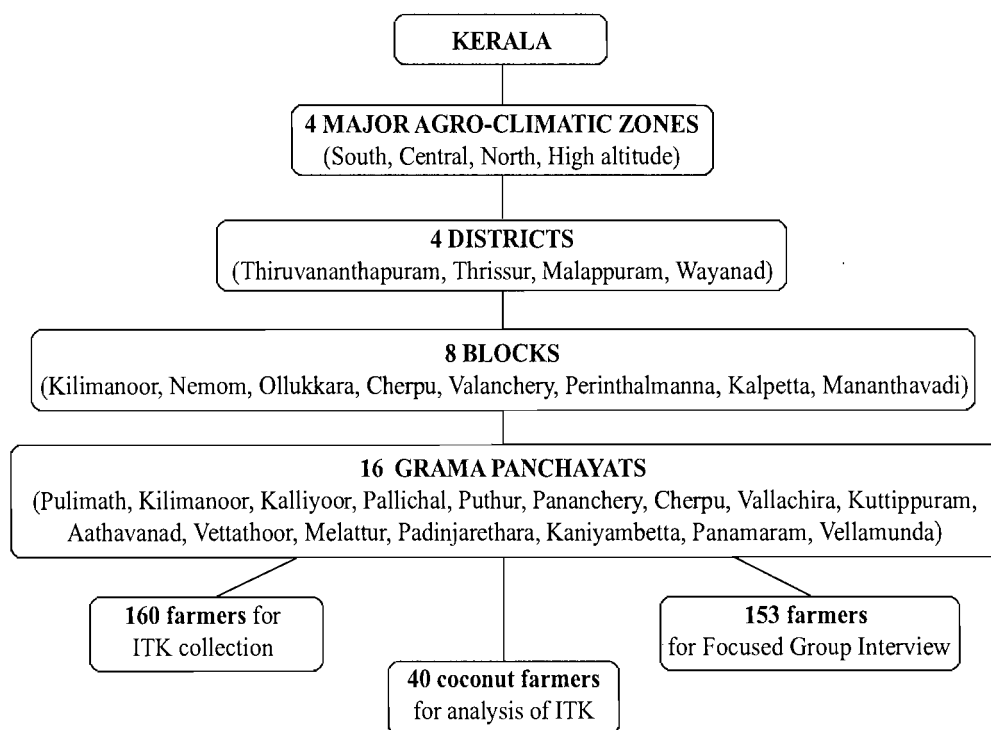 KERALA
4 MAJOR AGRO-CLIMATIC ZONES
(South, Central, North, High altitude)
4 DISTRICTS
(Thiruvananthapuram, Thrissur, Malappuram, Wayanad)
8 BLOCKS
(Kilimanoor, Nemom, Ollukkara, Cherpu, Valanchery, Perinthalmanna, Kalpetta, Mananthavadi)
16 GRAMA PANCHAYATS
(Pulimath, Kilimanoor, Kalliyoor, Pallichal, Puthur, Pananchery, Cherpu, Vallachira, Kuttippuram,
Aathavanad, Vettathoor, Melattur, Padinjarethara, Kaniyambetta, Panamaram, Vellamunda)
160 farmers for
ITK collection
40 coconut farmers
for analysis of ITK
153 farmers
for Focused Group Interview